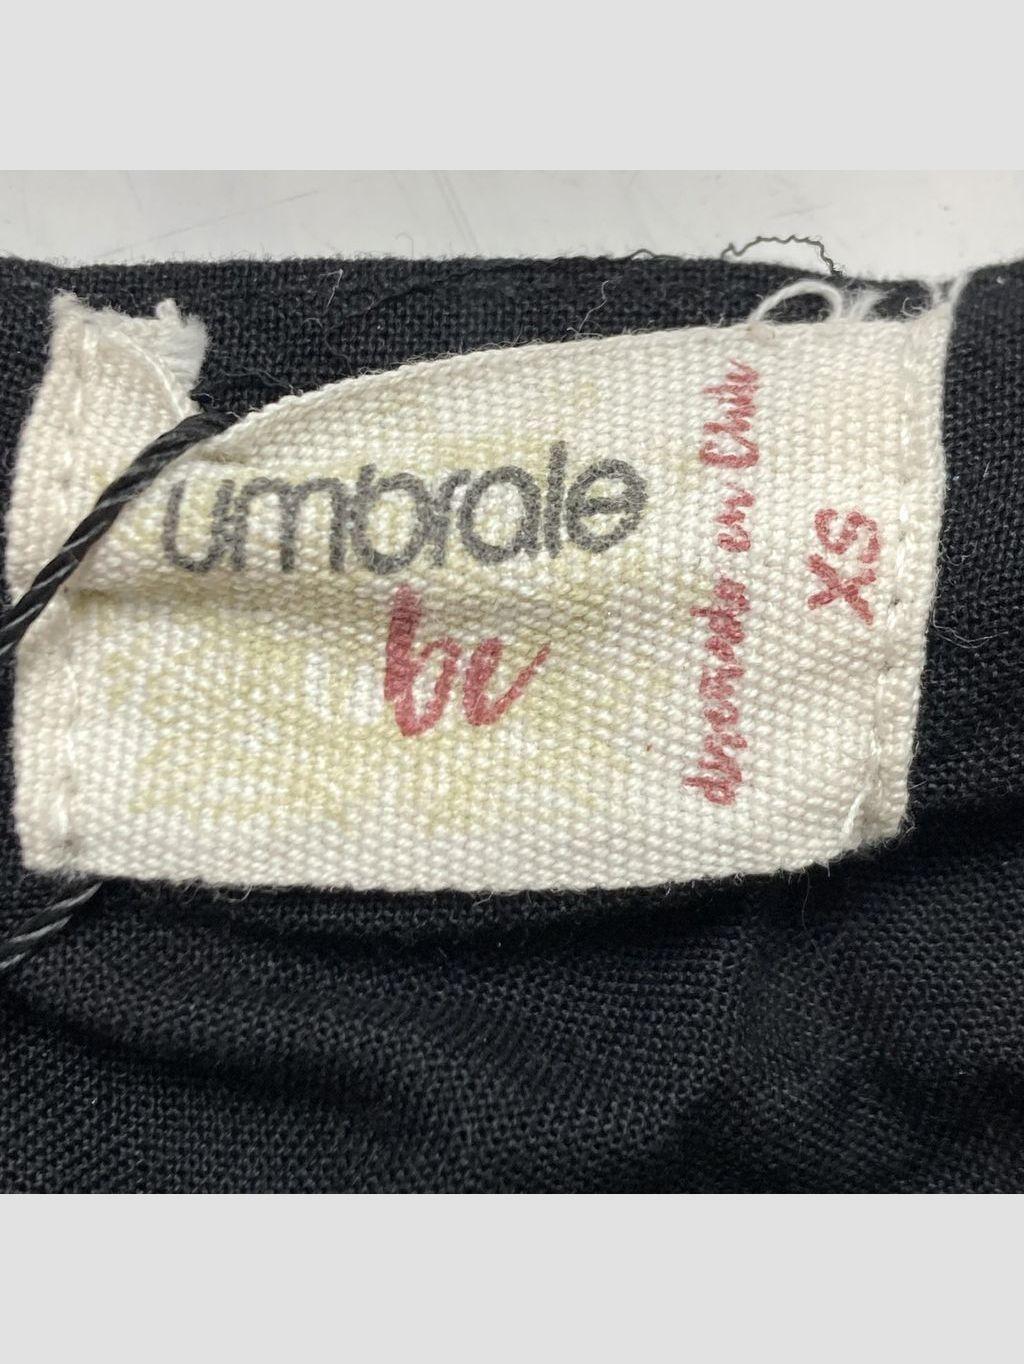 umbrale
be
diseñado en Chile
XS